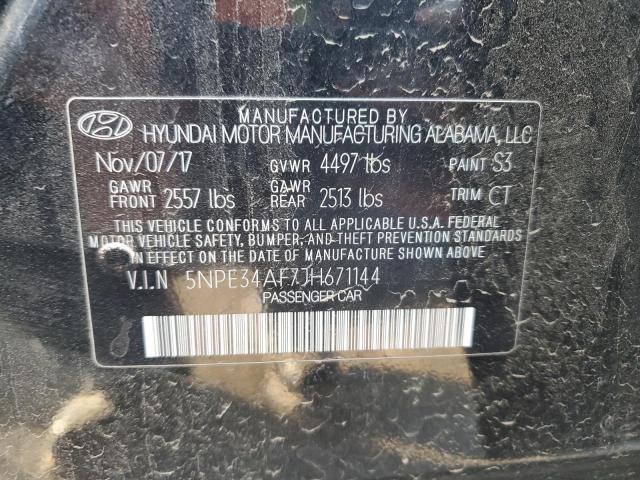 MANUFACTURED BY
HYUNDAI MOTOR MANUFACTURING ALABAMA, LLC
Nov/07/17 GVWR 4497 lbs PAINT S3
GAWR FRONT 2557 lbs GAWR REAR 2513 lbs TRIM CT
THIS VEHICLE CONFORMS TO ALL APPLICABLE U.S.A. FEDERAL
MOTOR VEHICLE SAFETY, BUMPER, AND THEFT PREVENTION STANDARDS
IN EFFECT ON THE DATE OF MANUFACTURE SHOWN ABOVE
V.I.N 5NPE34AF7JH671144
PASSENGER CAR